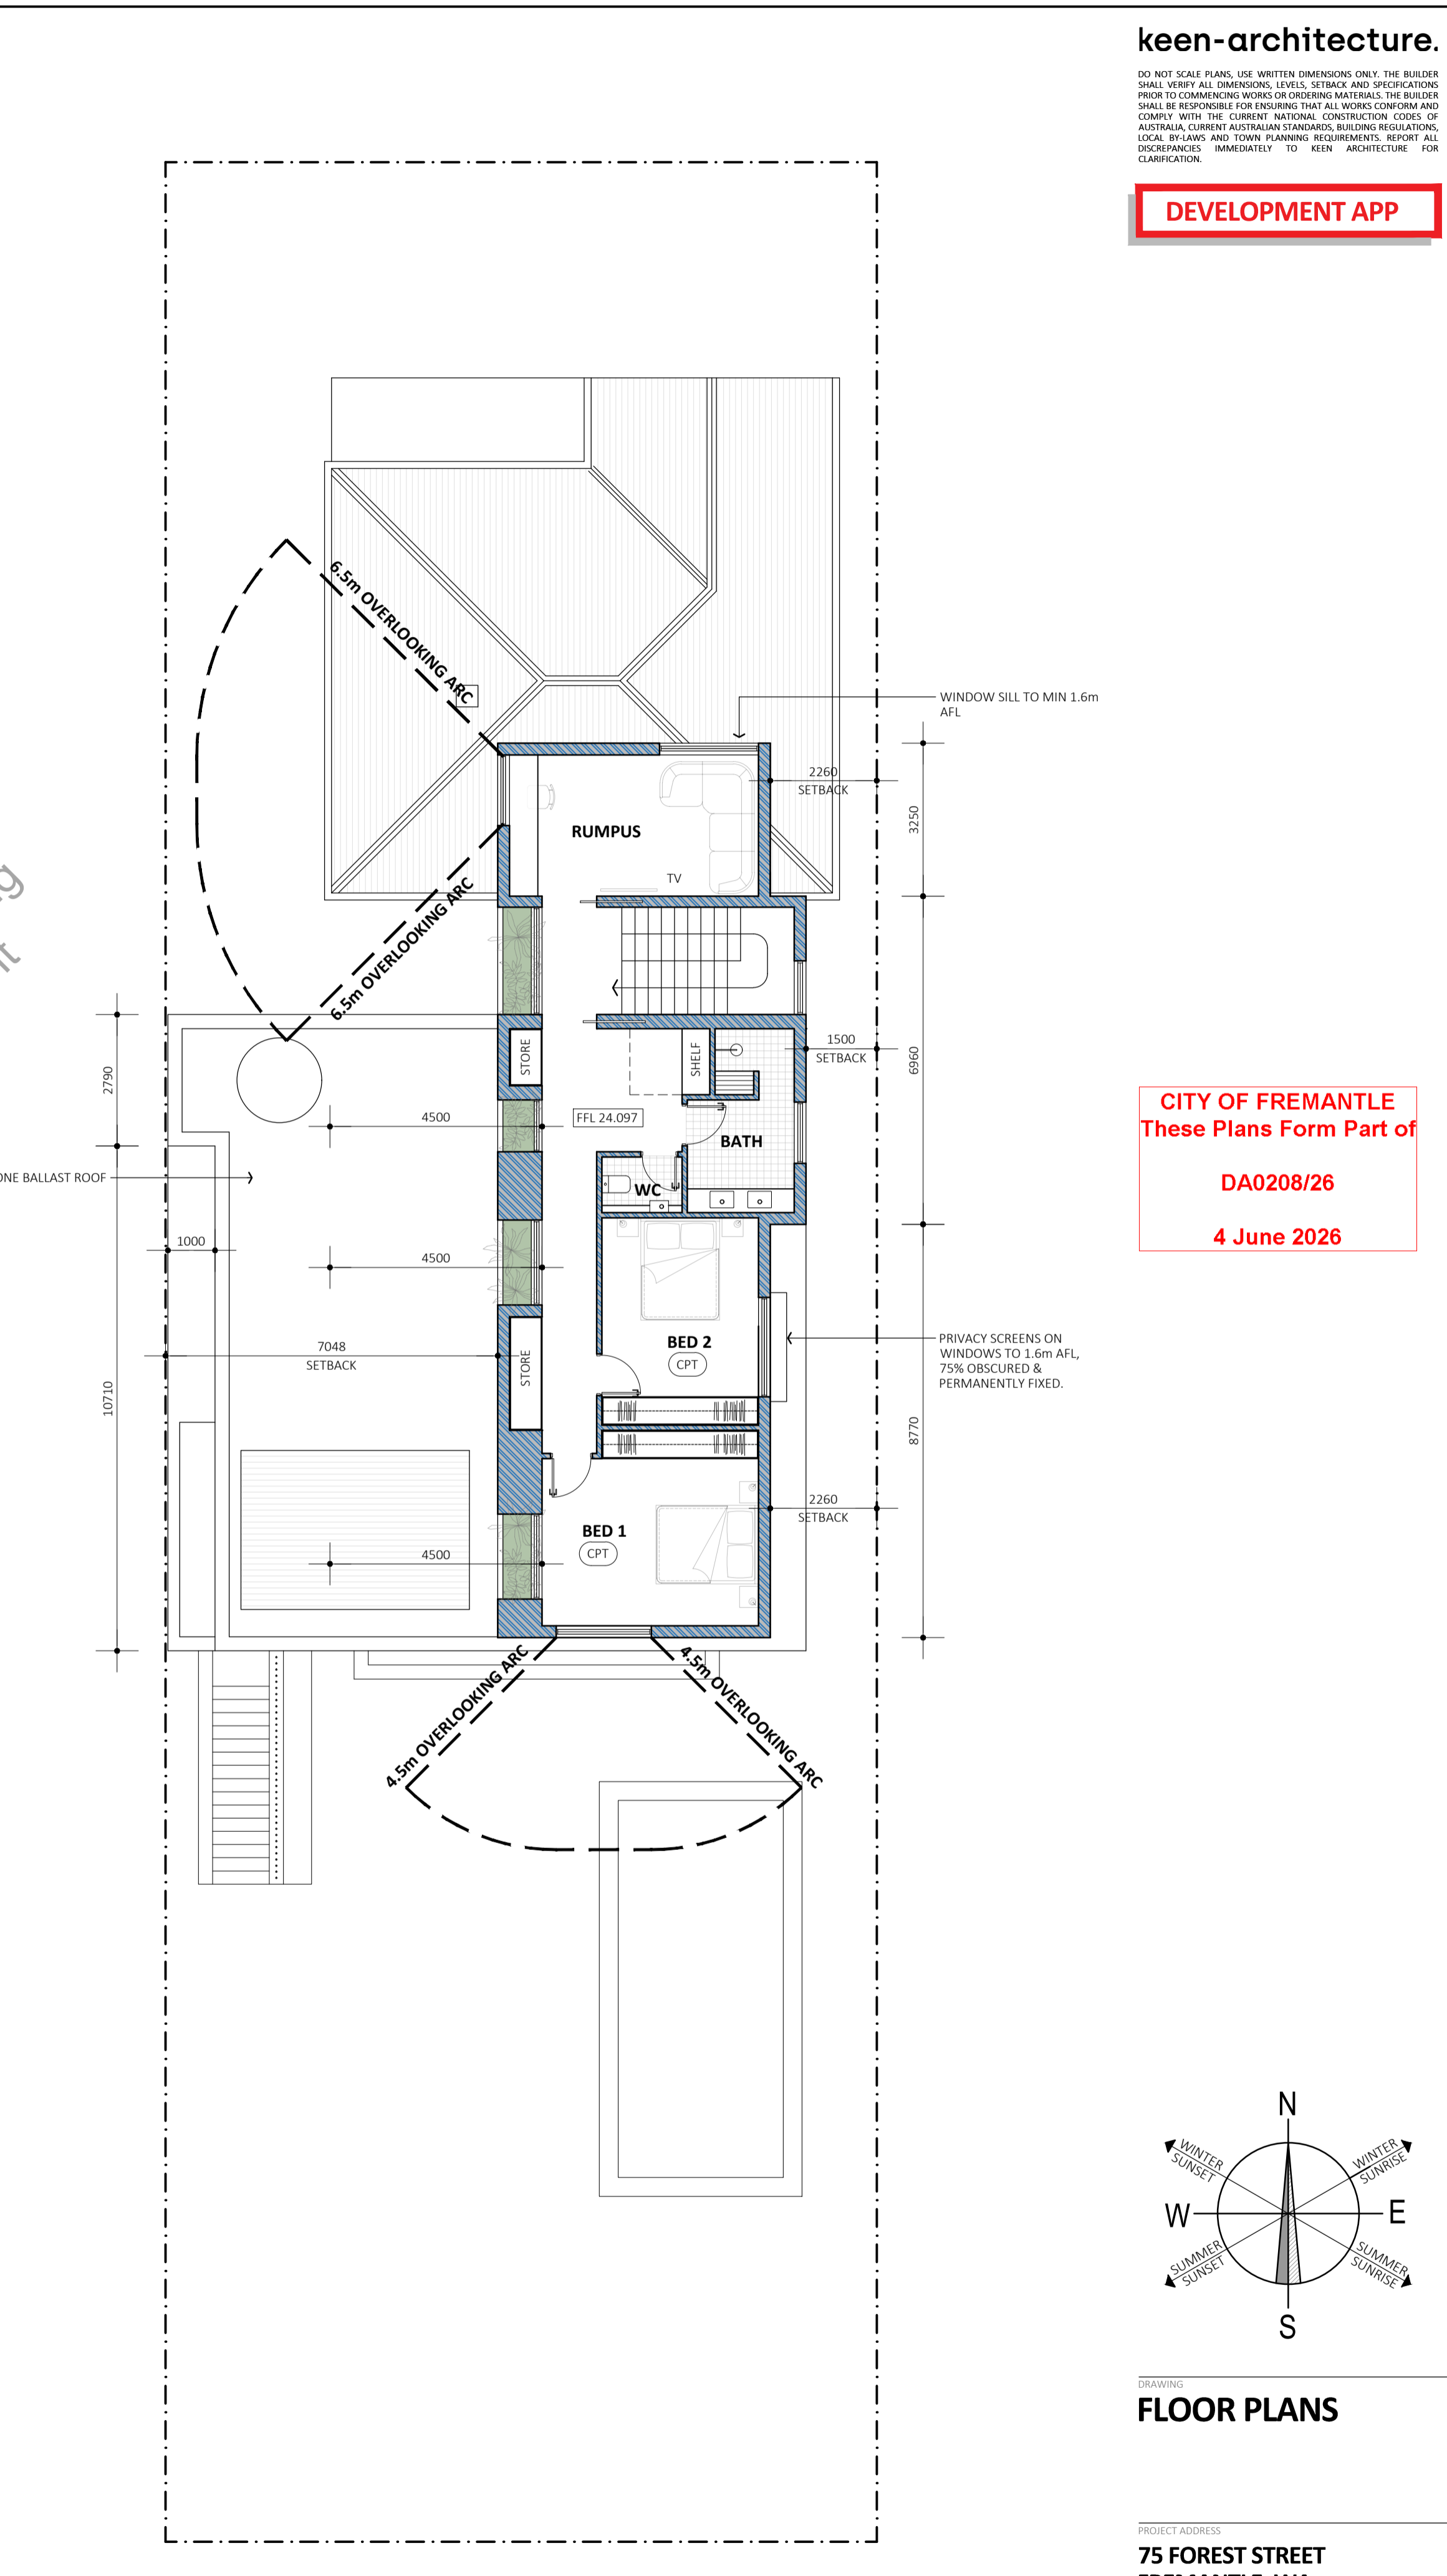 keen-architecture.
DO NOT SCALE PLANS, USE WRITTEN DIMENSIONS ONLY. THE BUILDER
SHALL VERIFY ALL DIMENSIONS, LEVELS, SETBACK AND SPECIFICATIONS
PRIOR TO COMMENCING WORKS OR ORDERING MATERIALS. THE BUILDER
SHALL BE RESPONSIBLE FOR ENSURING THAT ALL WORKS CONFORM AND
COMPLY WITH THE CURRENT NATIONAL CONSTRUCTION CODES OF
AUSTRALIA, CURRENT AUSTRALIAN STANDARDS, BUILDING REGULATIONS,
LOCAL BY-LAWS AND TOWN PLANNING REQUIREMENTS. REPORT ALL
DISCREPANCIES IMMEDIATELY TO KEEN ARCHITECTURE FOR
CLARIFICATION.
DEVELOPMENT APP
6.5m OVERLOOKING ARC
WINDOW SILL TO MIN 1.6m
AFL
2260
SETBACK
3250
RUMPUS
TV
6.5m OVERLOOKING ARC
STORE
SHELF
1500
SETBACK
6960
2790
4500
FFL 24.097
BATH
ONE BALLAST ROOF
WC
CITY OF FREMANTLE
These Plans Form Part of
DA0208/26
4 June 2026
1000
4500
7048
SETBACK
STORE
BED 2
CPT
PRIVACY SCREENS ON
WINDOWS TO 1.6m AFL,
75% OBSCURED &
PERMANENTLY FIXED.
10710
8770
2260
SETBACK
BED 1
CPT
4500
4.5m OVERLOOKING ARC
4.5m OVERLOOKING ARC
N
WINTER
SUNSET
WINTER
SUNRISE
W
E
SUMMER
SUNSET
SUMMER
SUNRISE
S
DRAWING
FLOOR PLANS
PROJECT ADDRESS
75 FOREST STREET